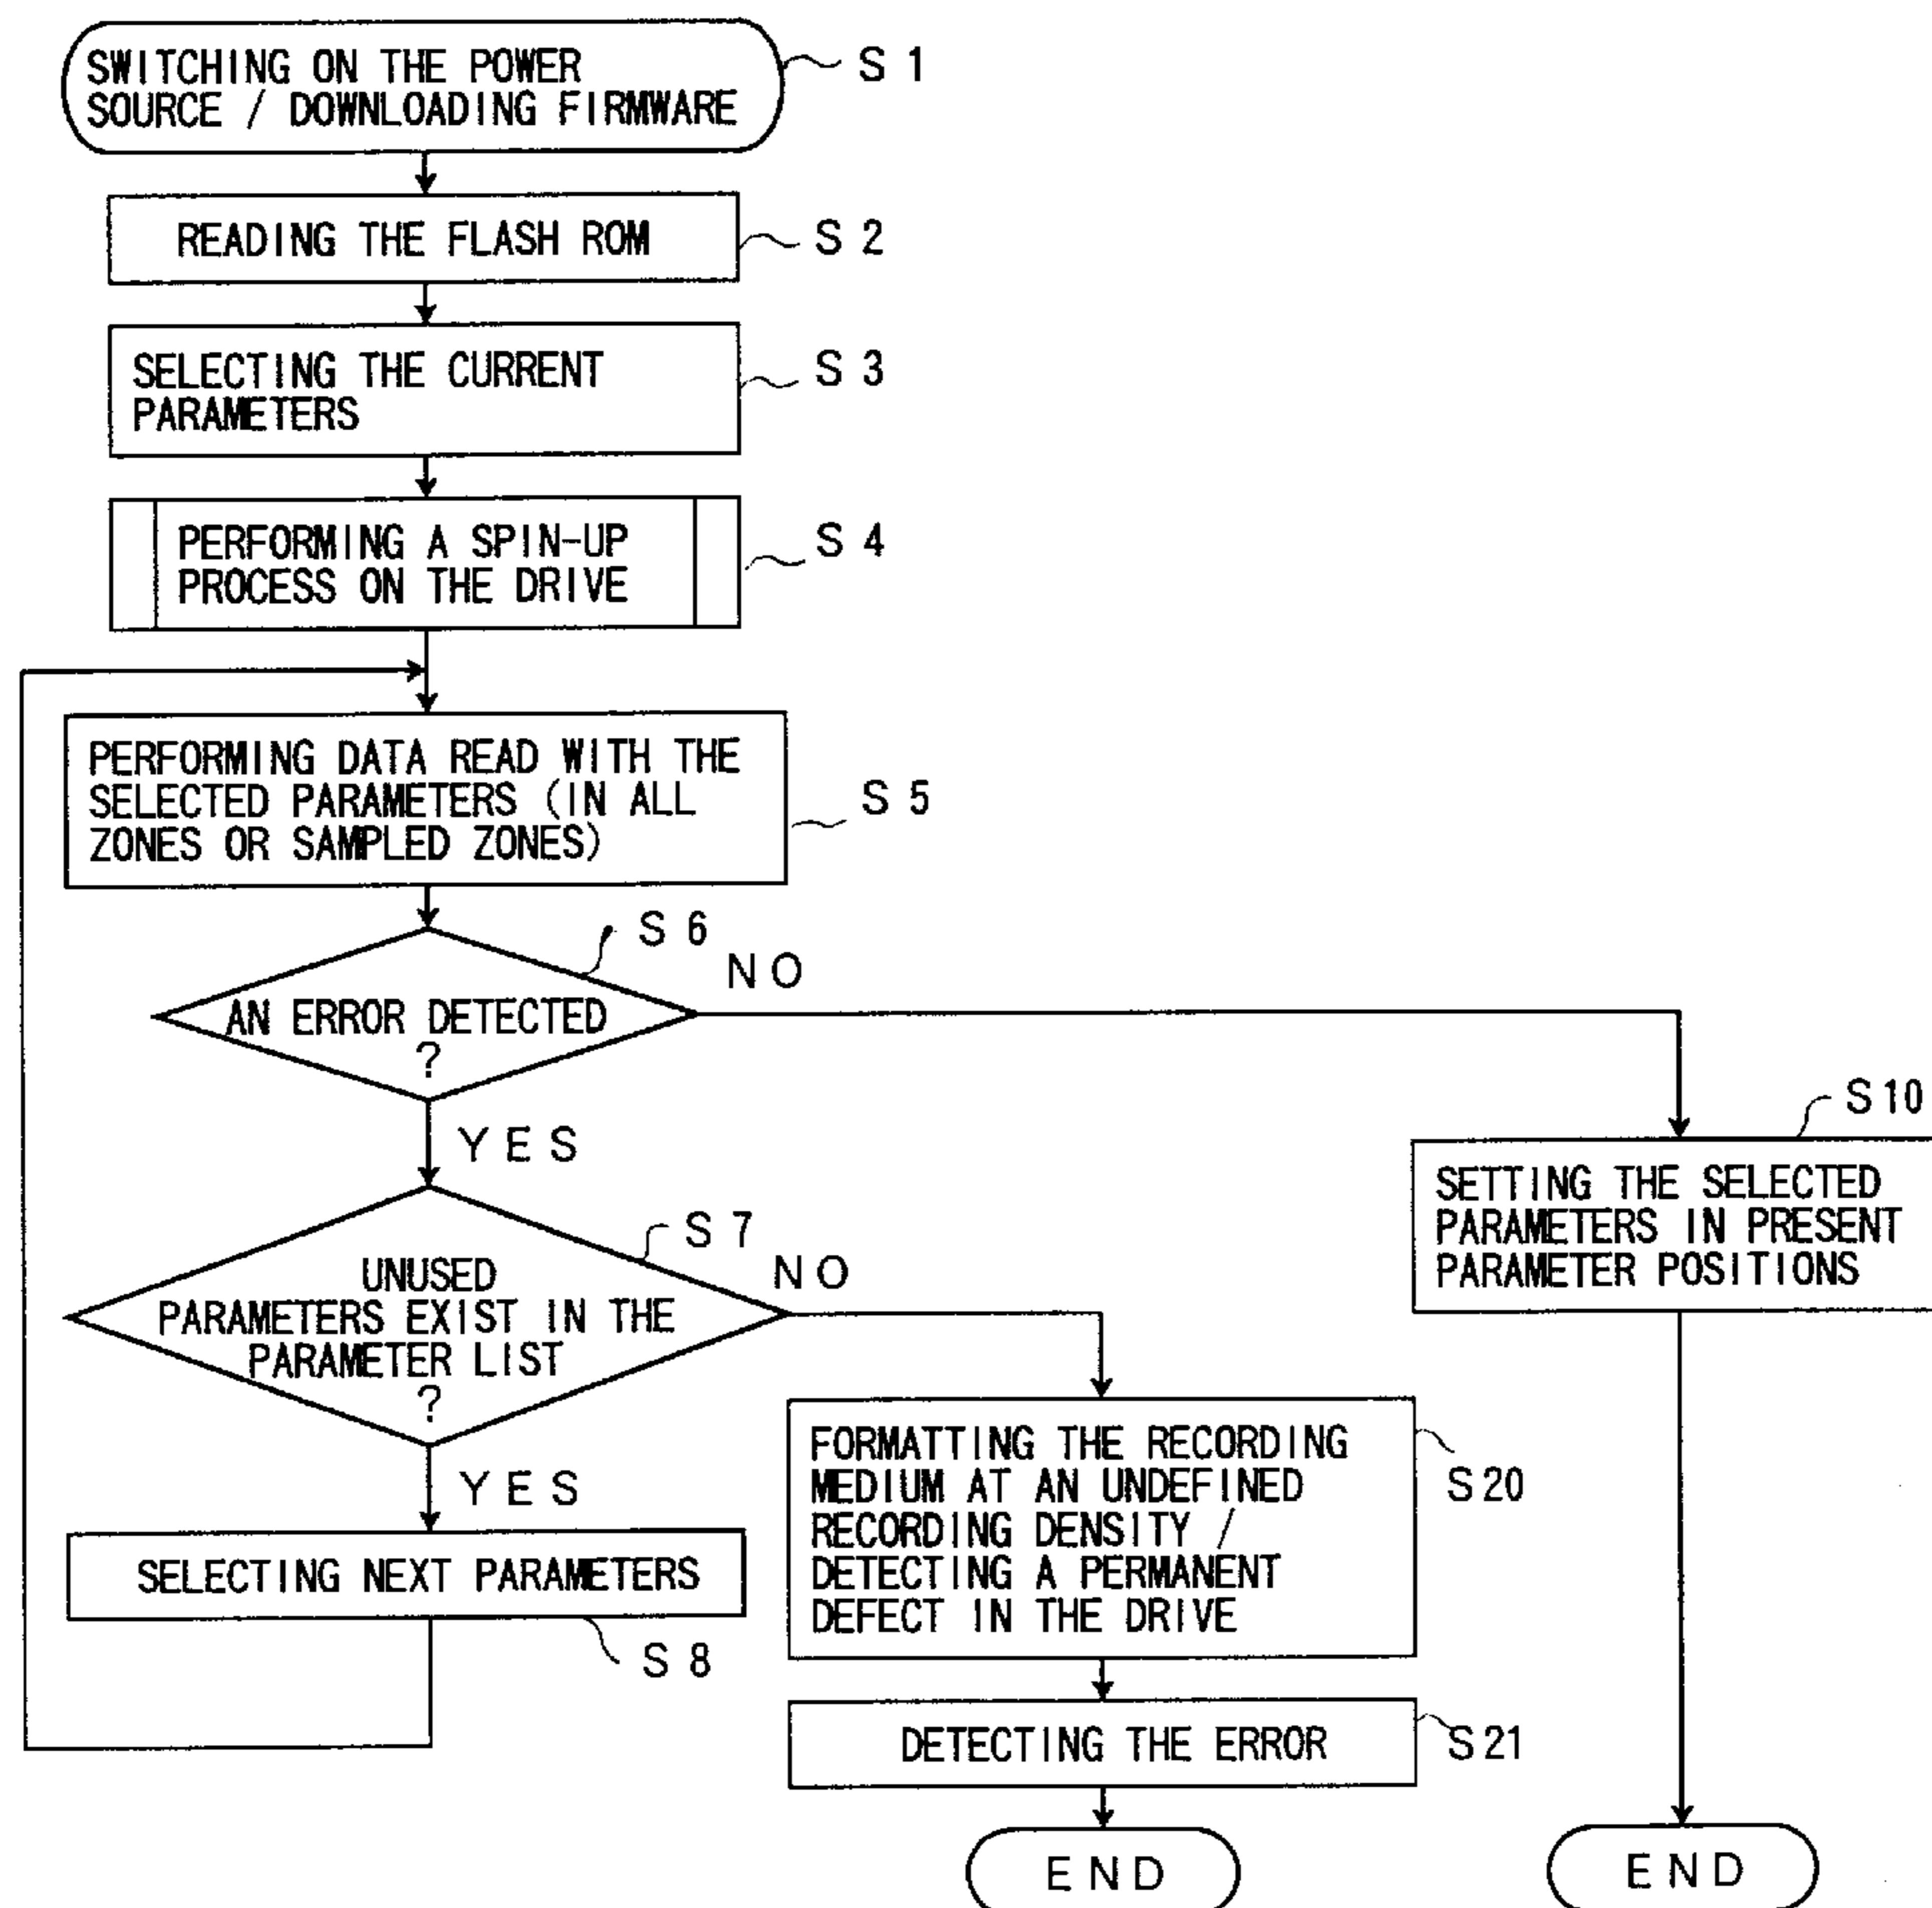 SWITCHING ON THE POWER
SOURCE / DOWNLOADING FIRMWARE
S 1
READING THE FLASH ROM
S 2
SELECTING THE CURRENT
PARAMETERS
S 3
PERFORMING A SPIN-UP
PROCESS ON THE DRIVE
S 4
PERFORMING DATA READ WITH THE
SELECTED PARAMETERS (IN ALL
ZONES OR SAMPLED ZONES)
S 5
S 6
NO
AN ERROR DETECTED
?
YES
S10
SETTING THE SELECTED
PARAMETERS IN PRESENT
PARAMETER POSITIONS
S 7
NO
UNUSED
PARAMETERS EXIST IN THE
PARAMETER LIST
?
YES
FORMATTING THE RECORDING
MEDIUM AT AN UNDEFINED
RECORDING DENSITY /
DETECTING A PERMANENT
DEFECT IN THE DRIVE
S20
SELECTING NEXT PARAMETERS
S 8
DETECTING THE ERROR
S21
END
END